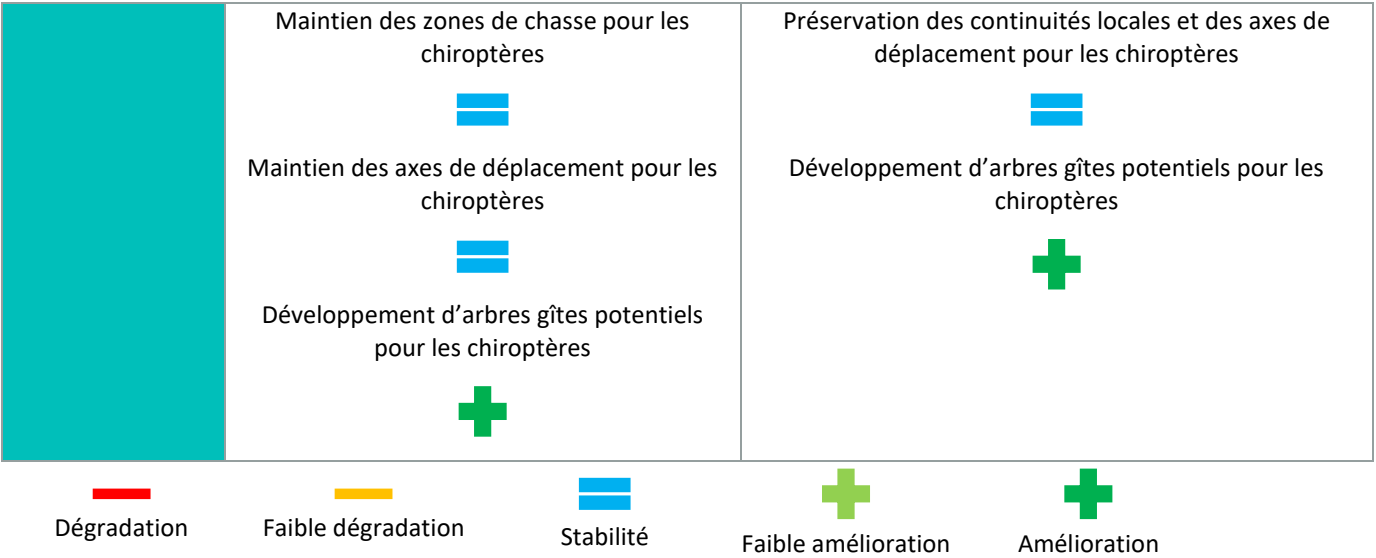 Maintien des zones de chasse pour les
chiroptères
Maintien des axes de déplacement pour les
chiroptères
Développement d’arbres gîtes potentiels
pour les chiroptères
Préservation des continuités locales et des axes de
déplacement pour les chiroptères
Développement d’arbres gîtes potentiels pour les
chiroptères
Dégradation
Faible dégradation
Stabilité
Faible amélioration
Amélioration